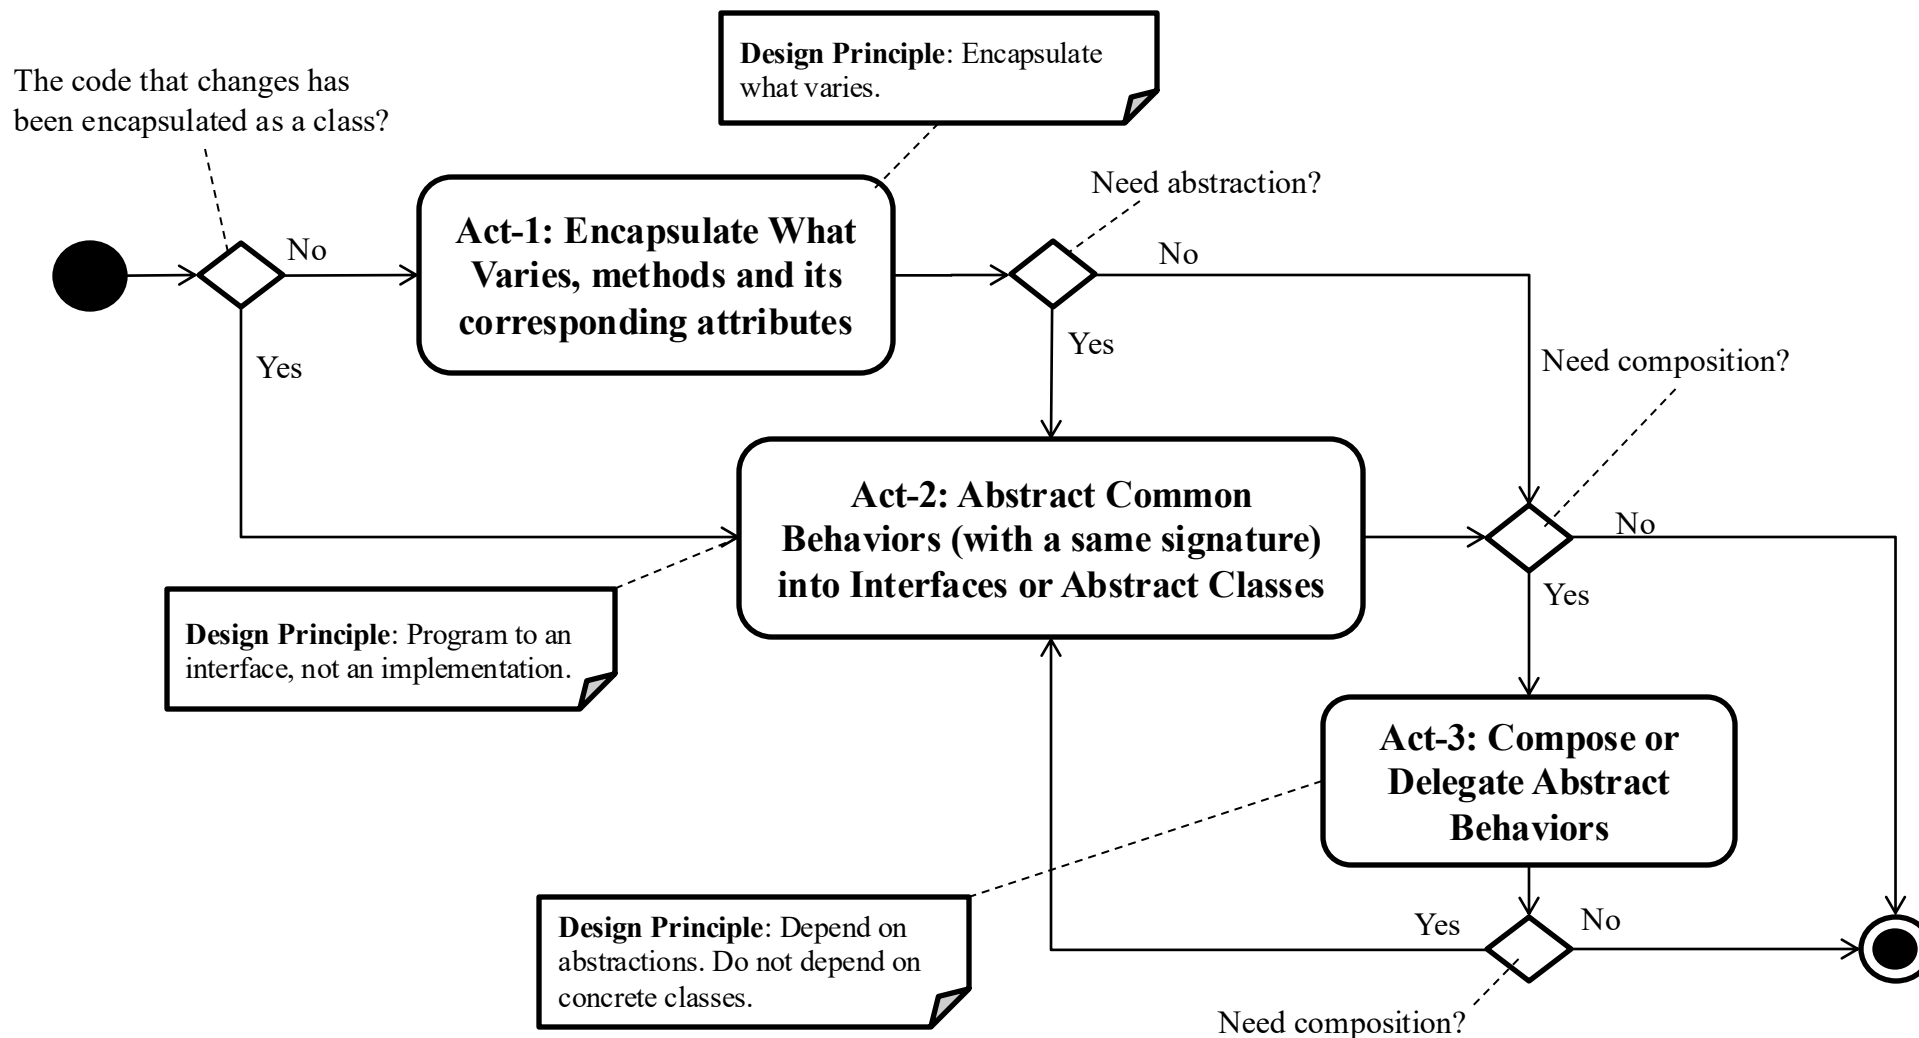 Design Principle: Encapsulate
what varies.
The code that changes has
been encapsulated as a class?
Need abstraction?
No
Act-1: Encapsulate What
Varies, methods and its
corresponding attributes
No
Yes
Yes
Need composition?
Act-2: Abstract Common
Behaviors (with a same signature)
into Interfaces or Abstract Classes
No
Yes
Design Principle: Program to an
interface, not an implementation.
Act-3: Compose or
Delegate Abstract
Behaviors
Design Principle: Depend on
abstractions. Do not depend on
concrete classes.
Yes
No
Need composition?